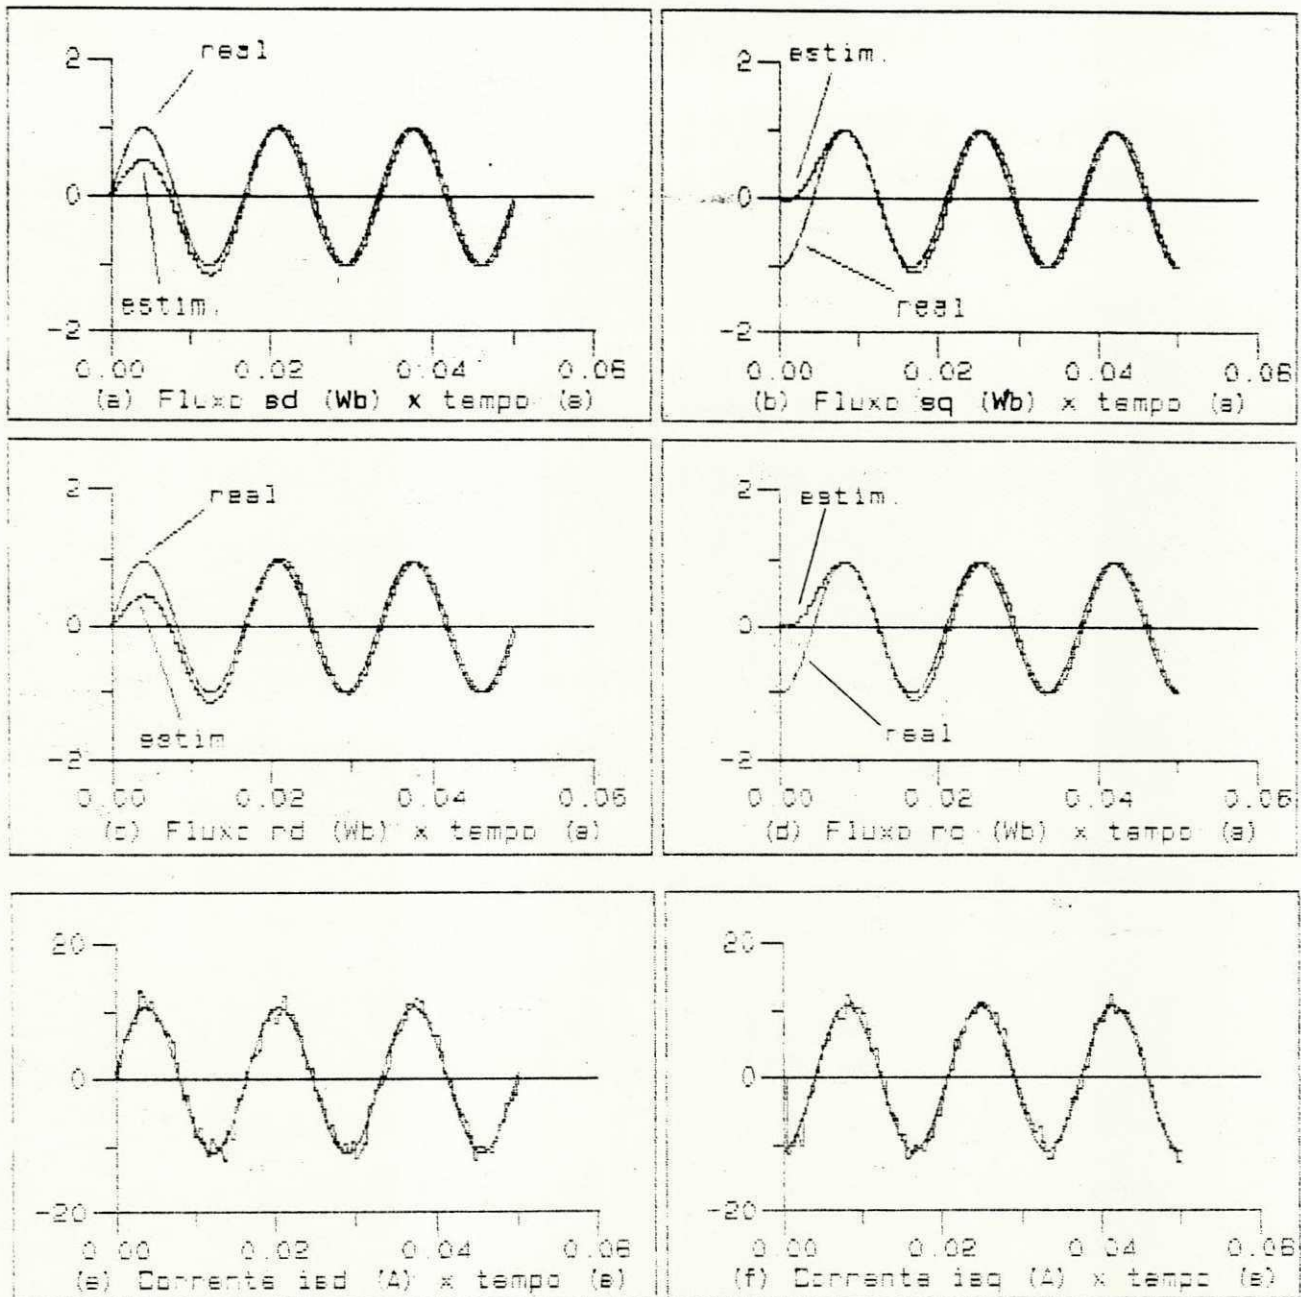 real
2
0
estim.
-2
0.00 0.02 0.04 0.06
(a) Fluxo sd (Wb) x tempo (s)
estim.
2
0
real
-2
0.00 0.02 0.04 0.06
(b) Fluxo sq (Wb) x tempo (s)
real
2
0
estim
-2
0.00 0.02 0.04 0.06
(c) Fluxo rd (Wb) x tempo (s)
estim.
2
0
real
-2
0.00 0.02 0.04 0.06
(d) Fluxo rq (Wb) x tempo (s)
20
0
-20
0.00 0.02 0.04 0.06
(e) Corrente isd (A) x tempo (s)
20
0
-20
0.00 0.02 0.04 0.06
(f) Corrente isq (A) x tempo (s)